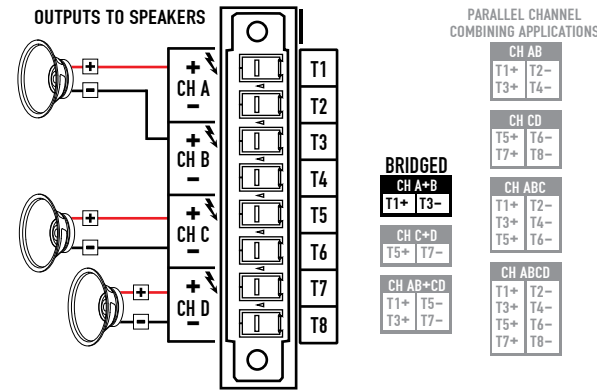 OUTPUTS TO SPEAKERS
+
−
+
CH A
−
+
CH B
−
+
−
+
CH C
−
+
−
+
CH D
−
T1
T2
T3
T4
T5
T6
T7
T8
BRIDGED
CH A+B
T1+ T3−
CH C+D
T5+ T7−
CH AB+CD
T1+ T5−
T3+ T7−
PARALLEL CHANNEL
COMBINING APPLICATIONS
CH AB
T1+ T2−
T3+ T4−
CH CD
T5+ T6−
T7+ T8−
CH ABC
T1+ T2−
T3+ T4−
T5+ T6−
CH ABCD
T1+ T2−
T3+ T4−
T5+ T6−
T7+ T8−